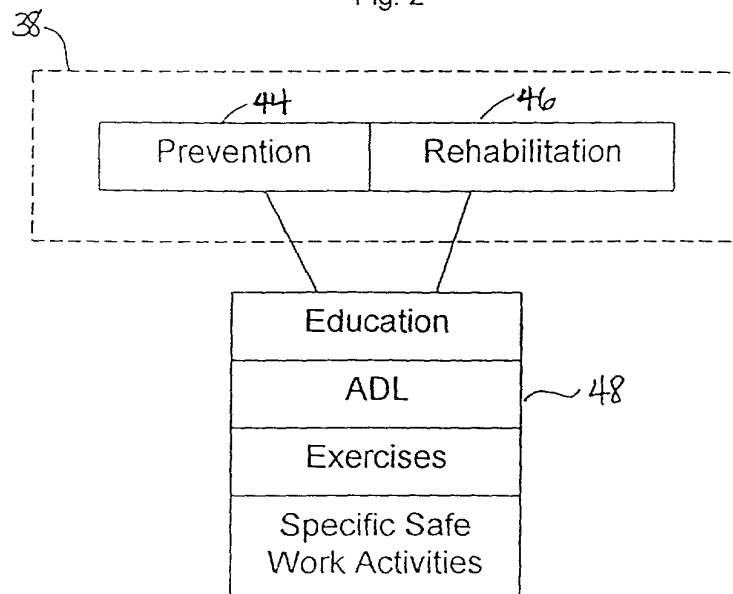 Fig. 2
38
44 46
Prevention Rehabilitation
Education
ADL
48
Exercises
Specific Safe
Work Activities